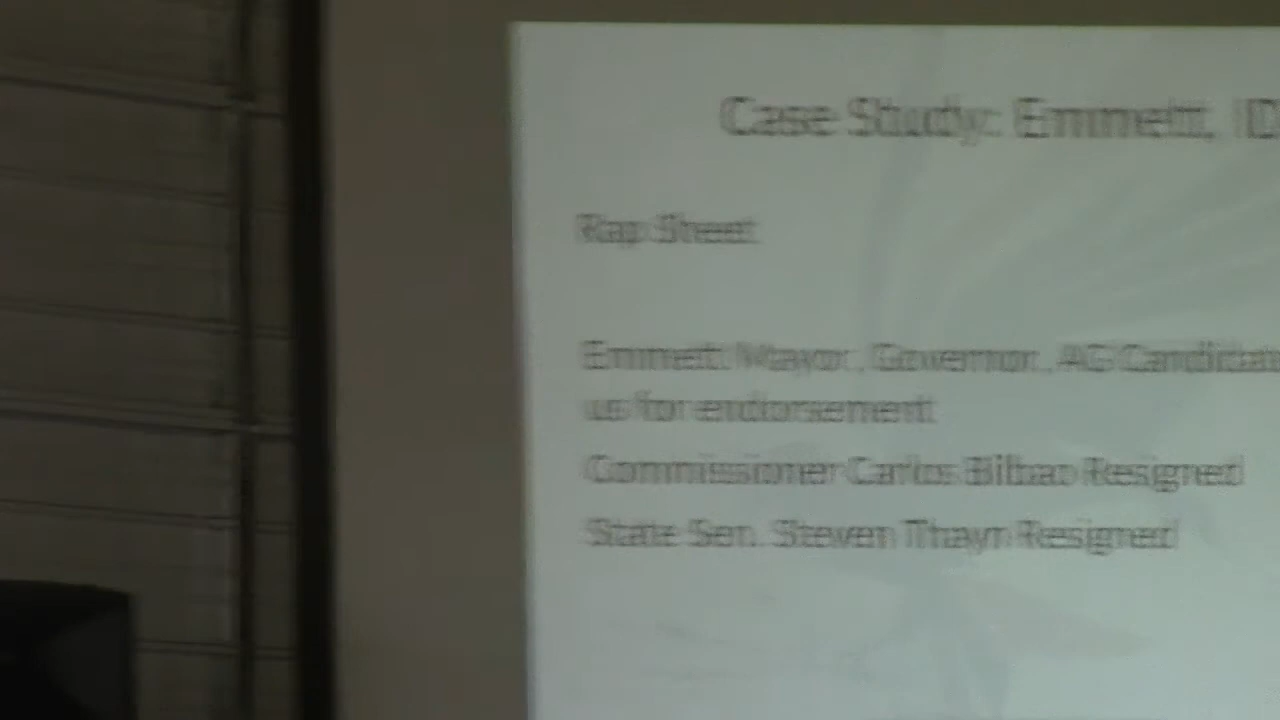 Case Study: Emmett, ID
Rap Sheet
Emmett Mayor, Governor, AG Candidat
us for endorsement
Commissioner Carlos Bilbao Resigned
State Sen. Steven Thayn Resigned